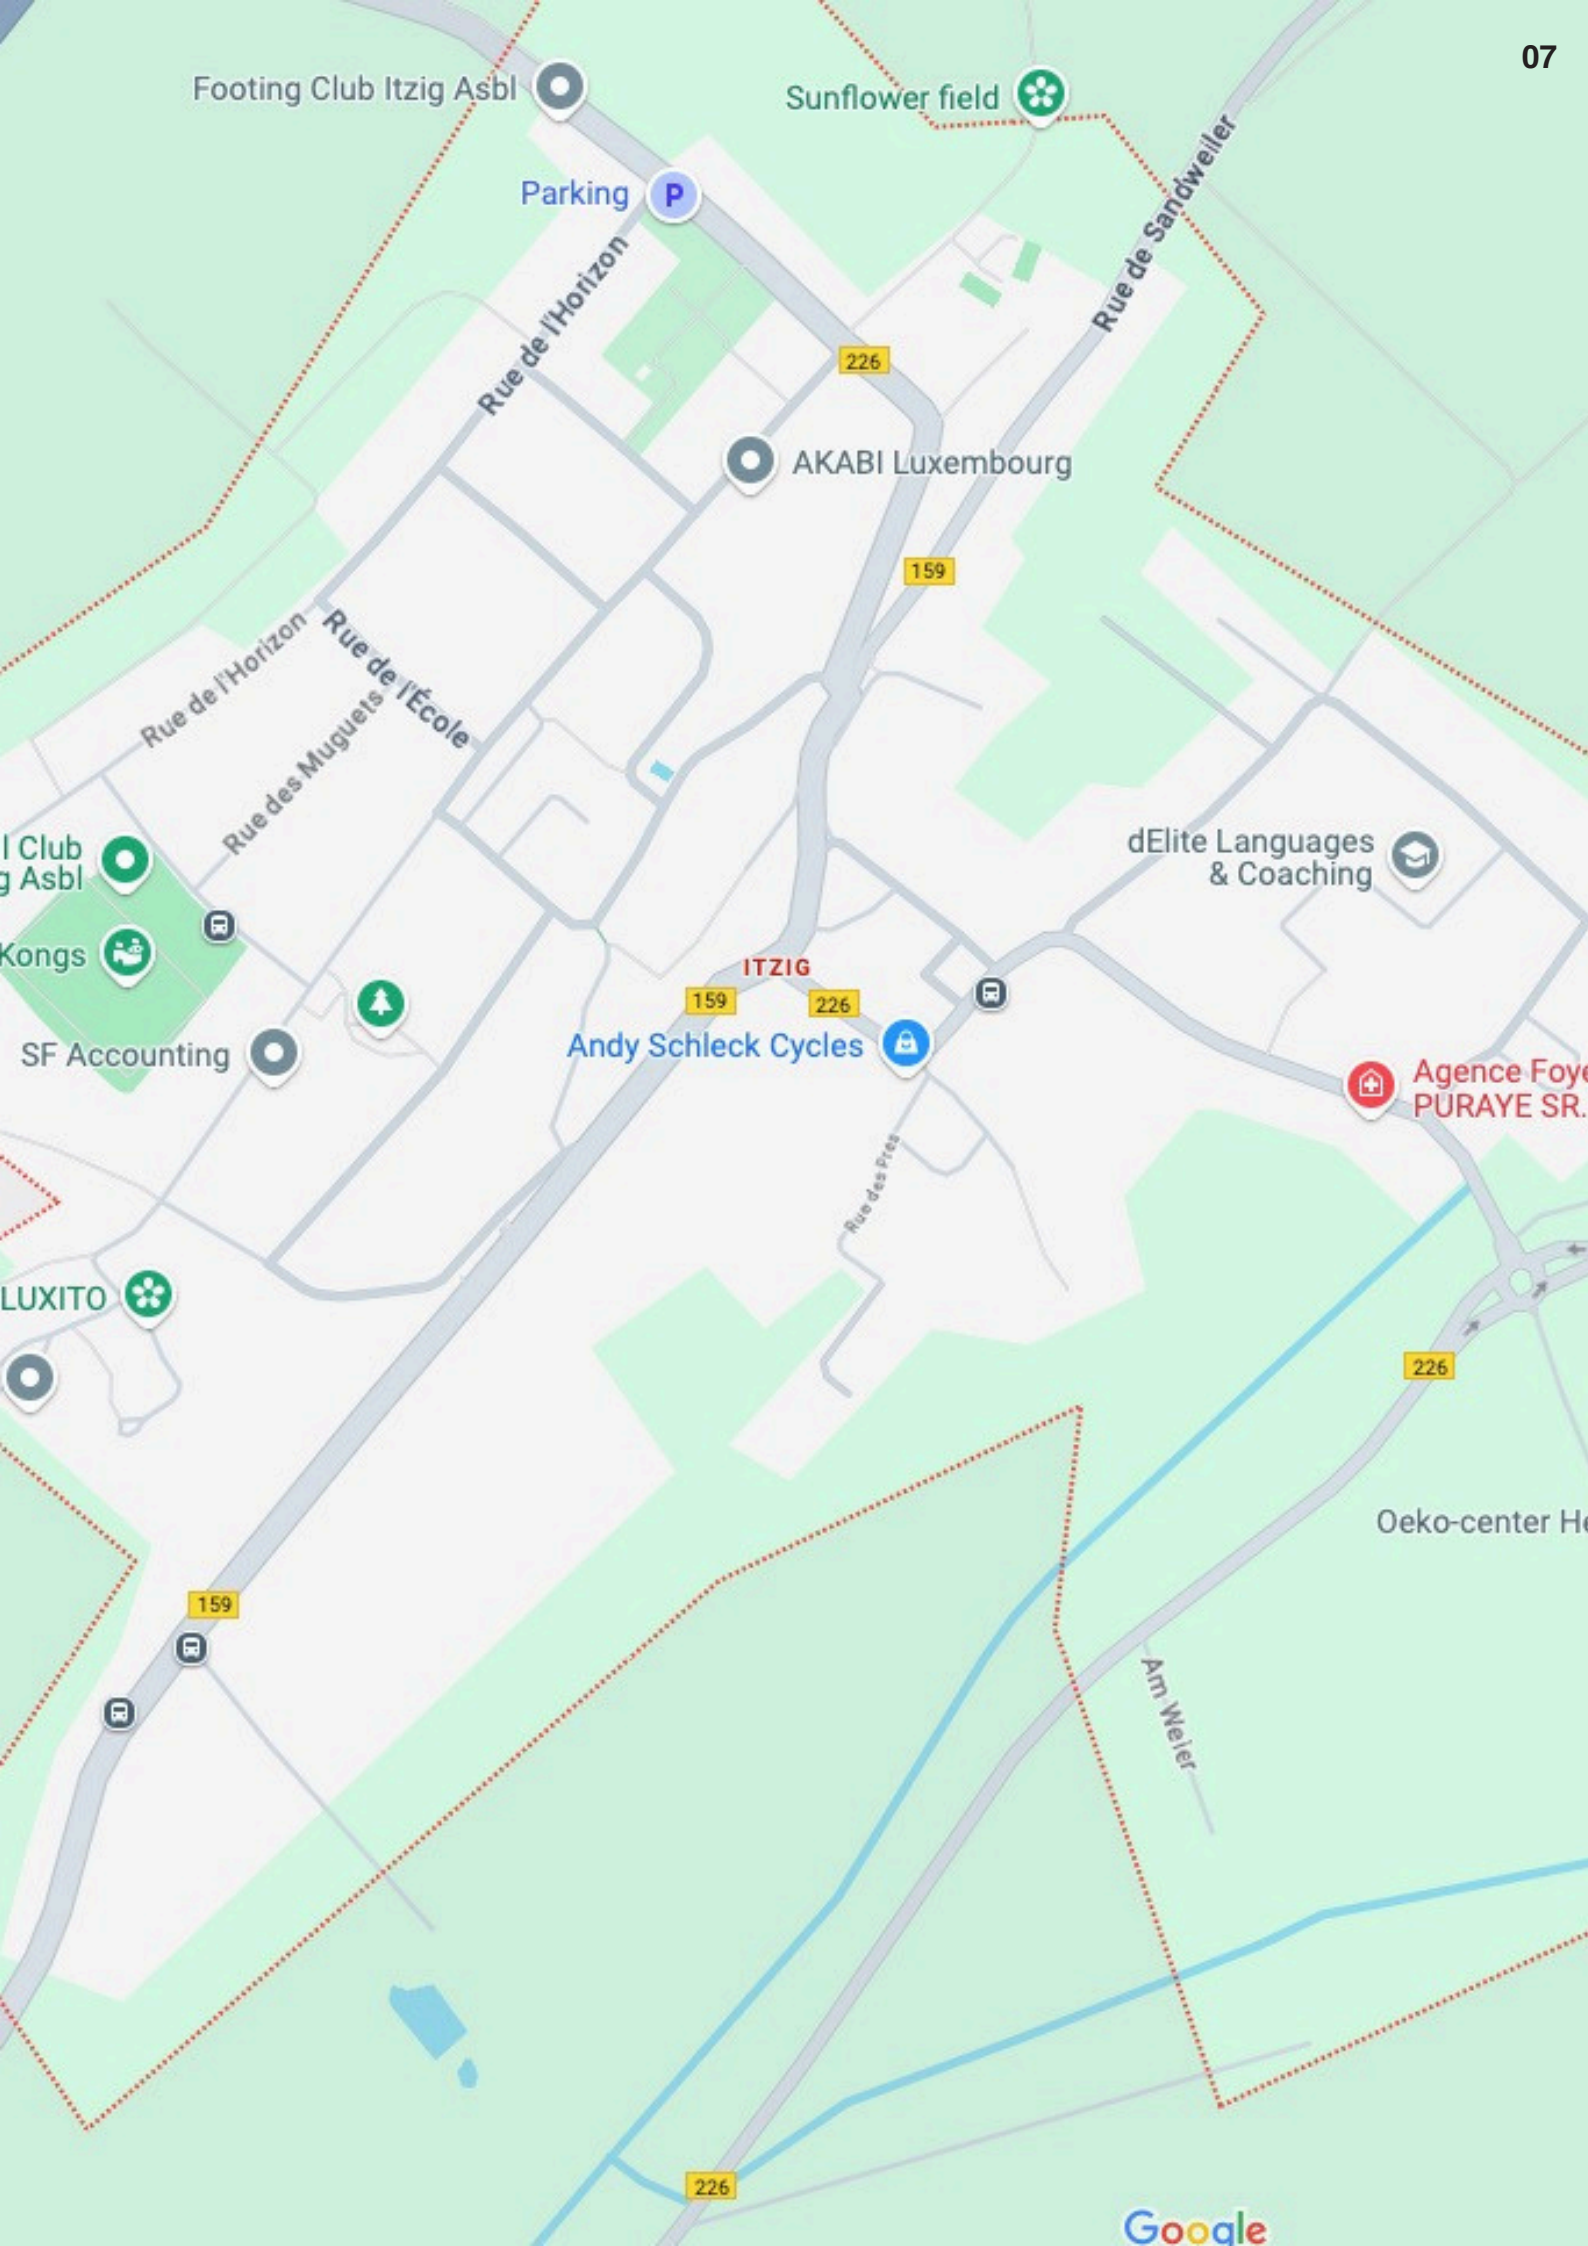 07
Footing Club Itzig Asbl
Sunflower field
Parking
P
Rue de Sandweiler
Rue de l'Horizon
226
AKABI Luxembourg
159
Rue de l'Horizon
Rue de l'École
Rue des Muguets
l Club
g Asbl
dElite Languages
& Coaching
Kongs
ITZIG
159
226
SF Accounting
Andy Schleck Cycles
Agence Foye
PURAYE SR.
Rue des Prés
LUXITO
226
Oeko-center He
159
Am Weier
226
Google